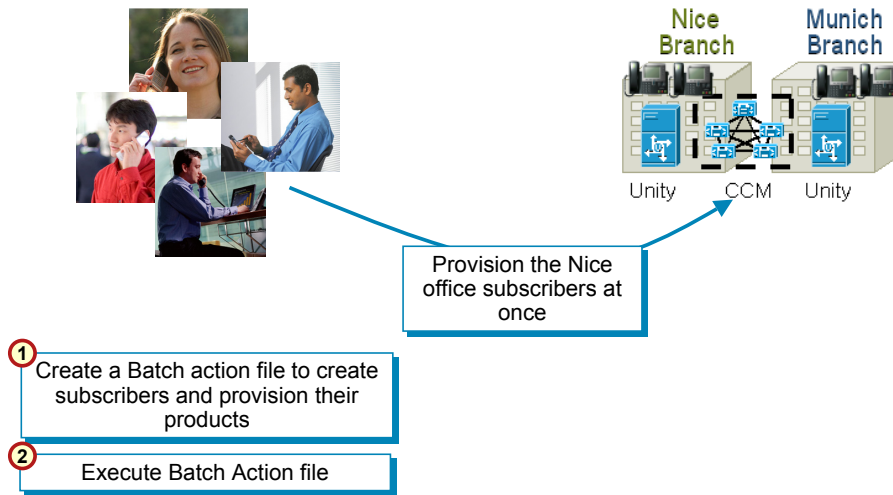 Nice
Branch
Munich
Branch
Unity
CCM
Unity
Provision the Nice
office subscribers at
once
1
Create a Batch action file to create
subscribers and provision their
products
2
Execute Batch Action file